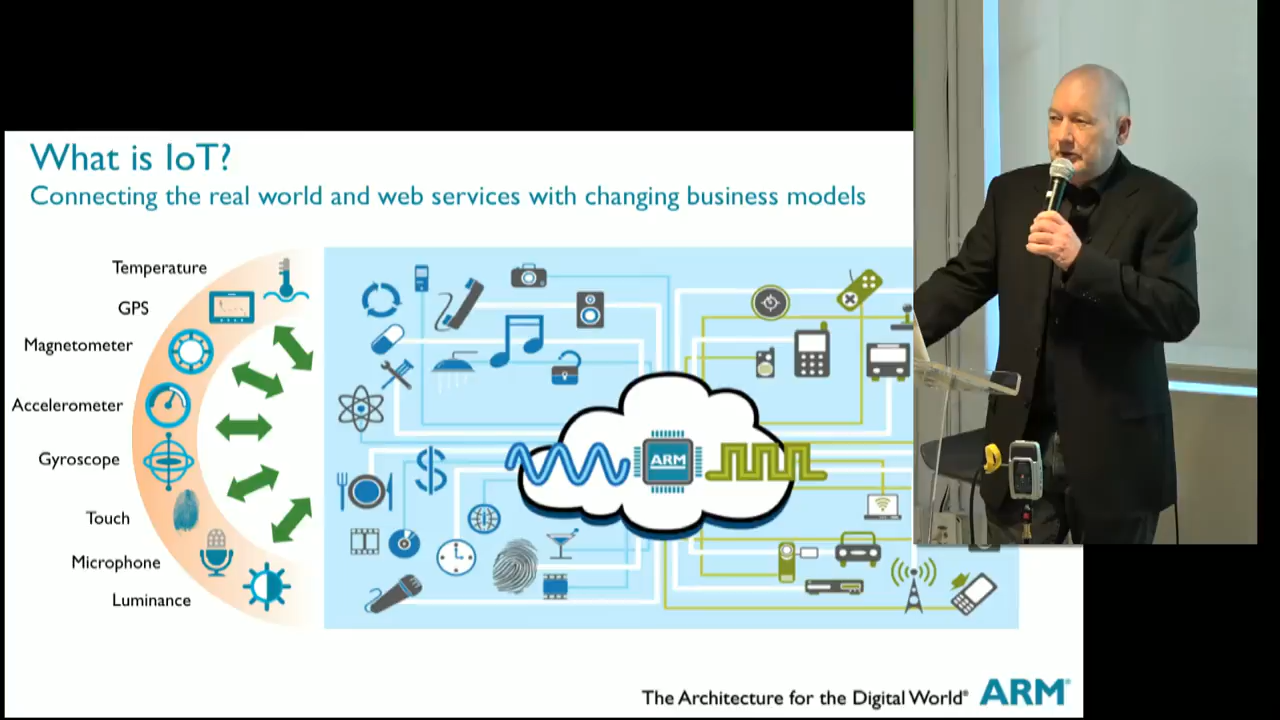 What is IoT?
Connecting the real world and web services with changing business models
Temperature
GPS
Magnetometer
Accelerometer
Gyroscope
Touch
Microphone
Luminance
ARM
The Architecture for the Digital World®
ARM®